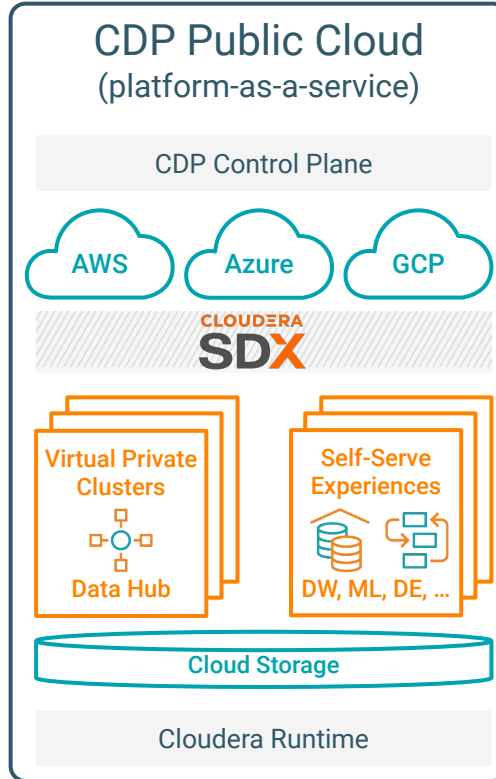 CDP Public Cloud
(platform-as-a-service)
CDP Control Plane
AWS
Azure
GCP
CLOUDERA
SDX
Virtual Private
Clusters
Data Hub
Self-Serve
Experiences
DW, ML, DE, ...
Cloud Storage
Cloudera Runtime